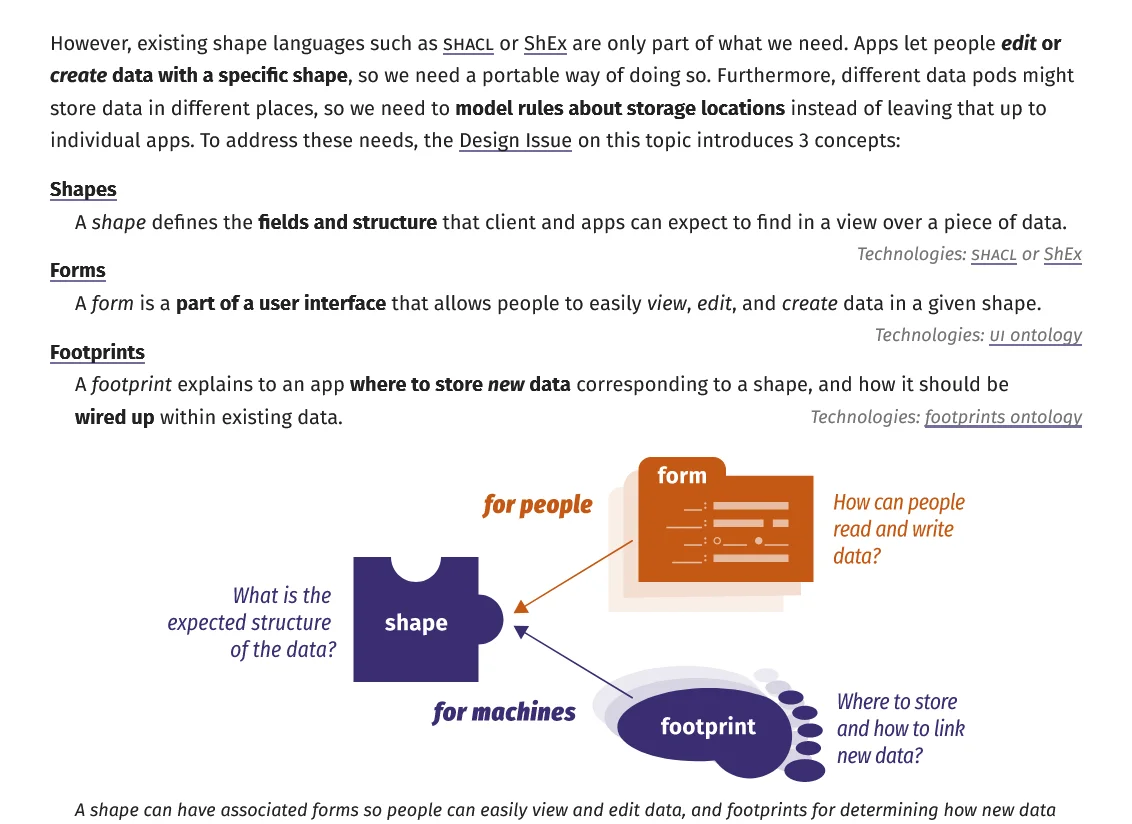 However, existing shape languages such as SHACL or ShEx are only part of what we need. Apps let people edit or
create data with a specific shape, so we need a portable way of doing so. Furthermore, different data pods might
store data in different places, so we need to model rules about storage locations instead of leaving that up to
individual apps. To address these needs, the Design Issue on this topic introduces 3 concepts:
Shapes
A shape defines the fields and structure that client and apps can expect to find in a view over a piece of data.
Technologies: SHACL or ShEx
Forms
A form is a part of a user interface that allows people to easily view, edit, and create data in a given shape.
Technologies: UI ontology
Footprints
A footprint explains to an app where to store new data corresponding to a shape, and how it should be
wired up within existing data.
Technologies: footprints ontology
form
for people
How can people
read and write
data?
What is the
expected structure
of the data?
shape
for machines
footprint
Where to store
and how to link
new data?
A shape can have associated forms so people can easily view and edit data, and footprints for determining how new data